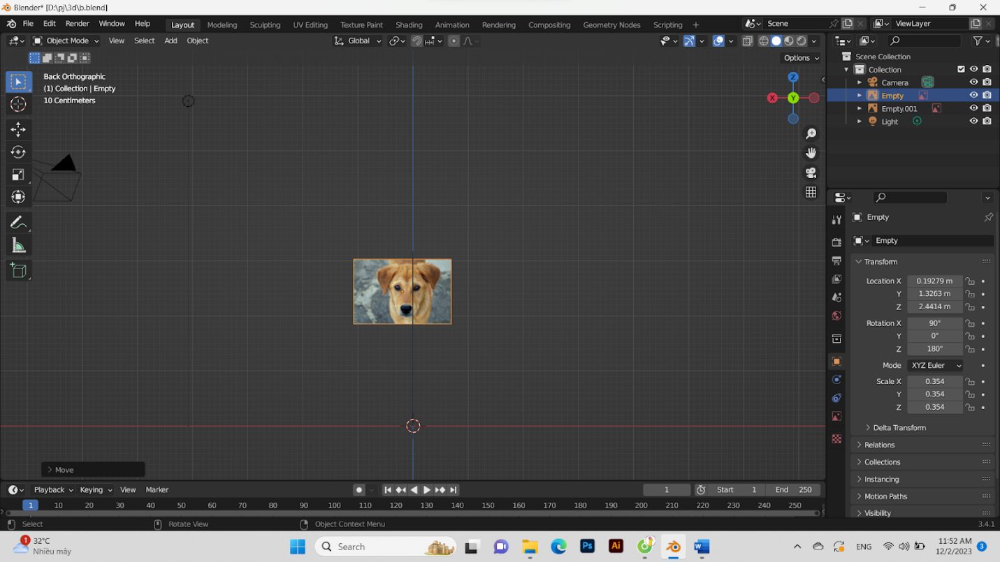 Blender* [D:\pj\3d\b.blend]
File Edit Render Window Help Layout Modeling Sculpting UV Editing Texture Paint Shading Animation Rendering Compositing Geometry Nodes Scripting + Scene ViewLayer
Object Mode View Select Add Object Global
Options
Back Orthographic
(1) Collection | Empty
10 Centimeters
Z
X Y
Scene Collection
Collection
Camera
Empty
Empty.001
Light
Empty
Empty
Transform
Location X 0.19279 m
Y 1.3263 m
Z 2.4414 m
Rotation X 90°
Y 0°
Z 180°
Mode XYZ Euler
Scale X 0.354
Y 0.354
Z 0.354
Delta Transform
Relations
Collections
Instancing
Motion Paths
Visibility
Move
Playback Keying View Marker 1 Start 1 End 250
1 10 20 30 40 50 60 70 80 90 100 110 120 130 140 150 160 170 180 190 200 210 220 230 240 250
Select Rotate View Object Context Menu 3.4.1
1 32°C
Nhiều mây
Search
Ps Ai W
ENG
11:52 AM
12/2/2023
3